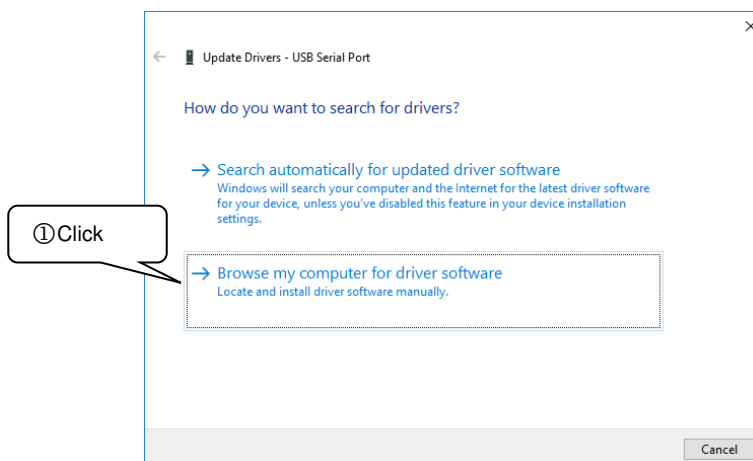 Update Drivers - USB Serial Port
How do you want to search for drivers?
Search automatically for updated driver software
Windows will search your computer and the Internet for the latest driver software
for your device, unless you've disabled this feature in your device installation
settings.
①Click
Browse my computer for driver software
Locate and install driver software manually.
Cancel